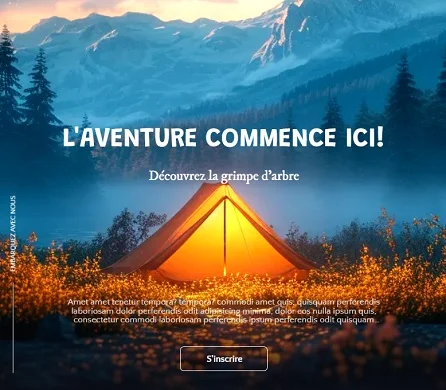 L'AVENTURE COMMENCE ICI!
Découvrez la grimpe d'arbre
EMBARQUEZ AVEC NOUS
Amet amet tenetur tempora? tempora? commodi amet quis, quisquam perferendis
laboriosam dolor perferendis odit adipisicing minima, dolor eos nulla ipsum quis,
consectetur commodi laboriosam perferendis ipsum perferendis odit quisquam
S'inscrire